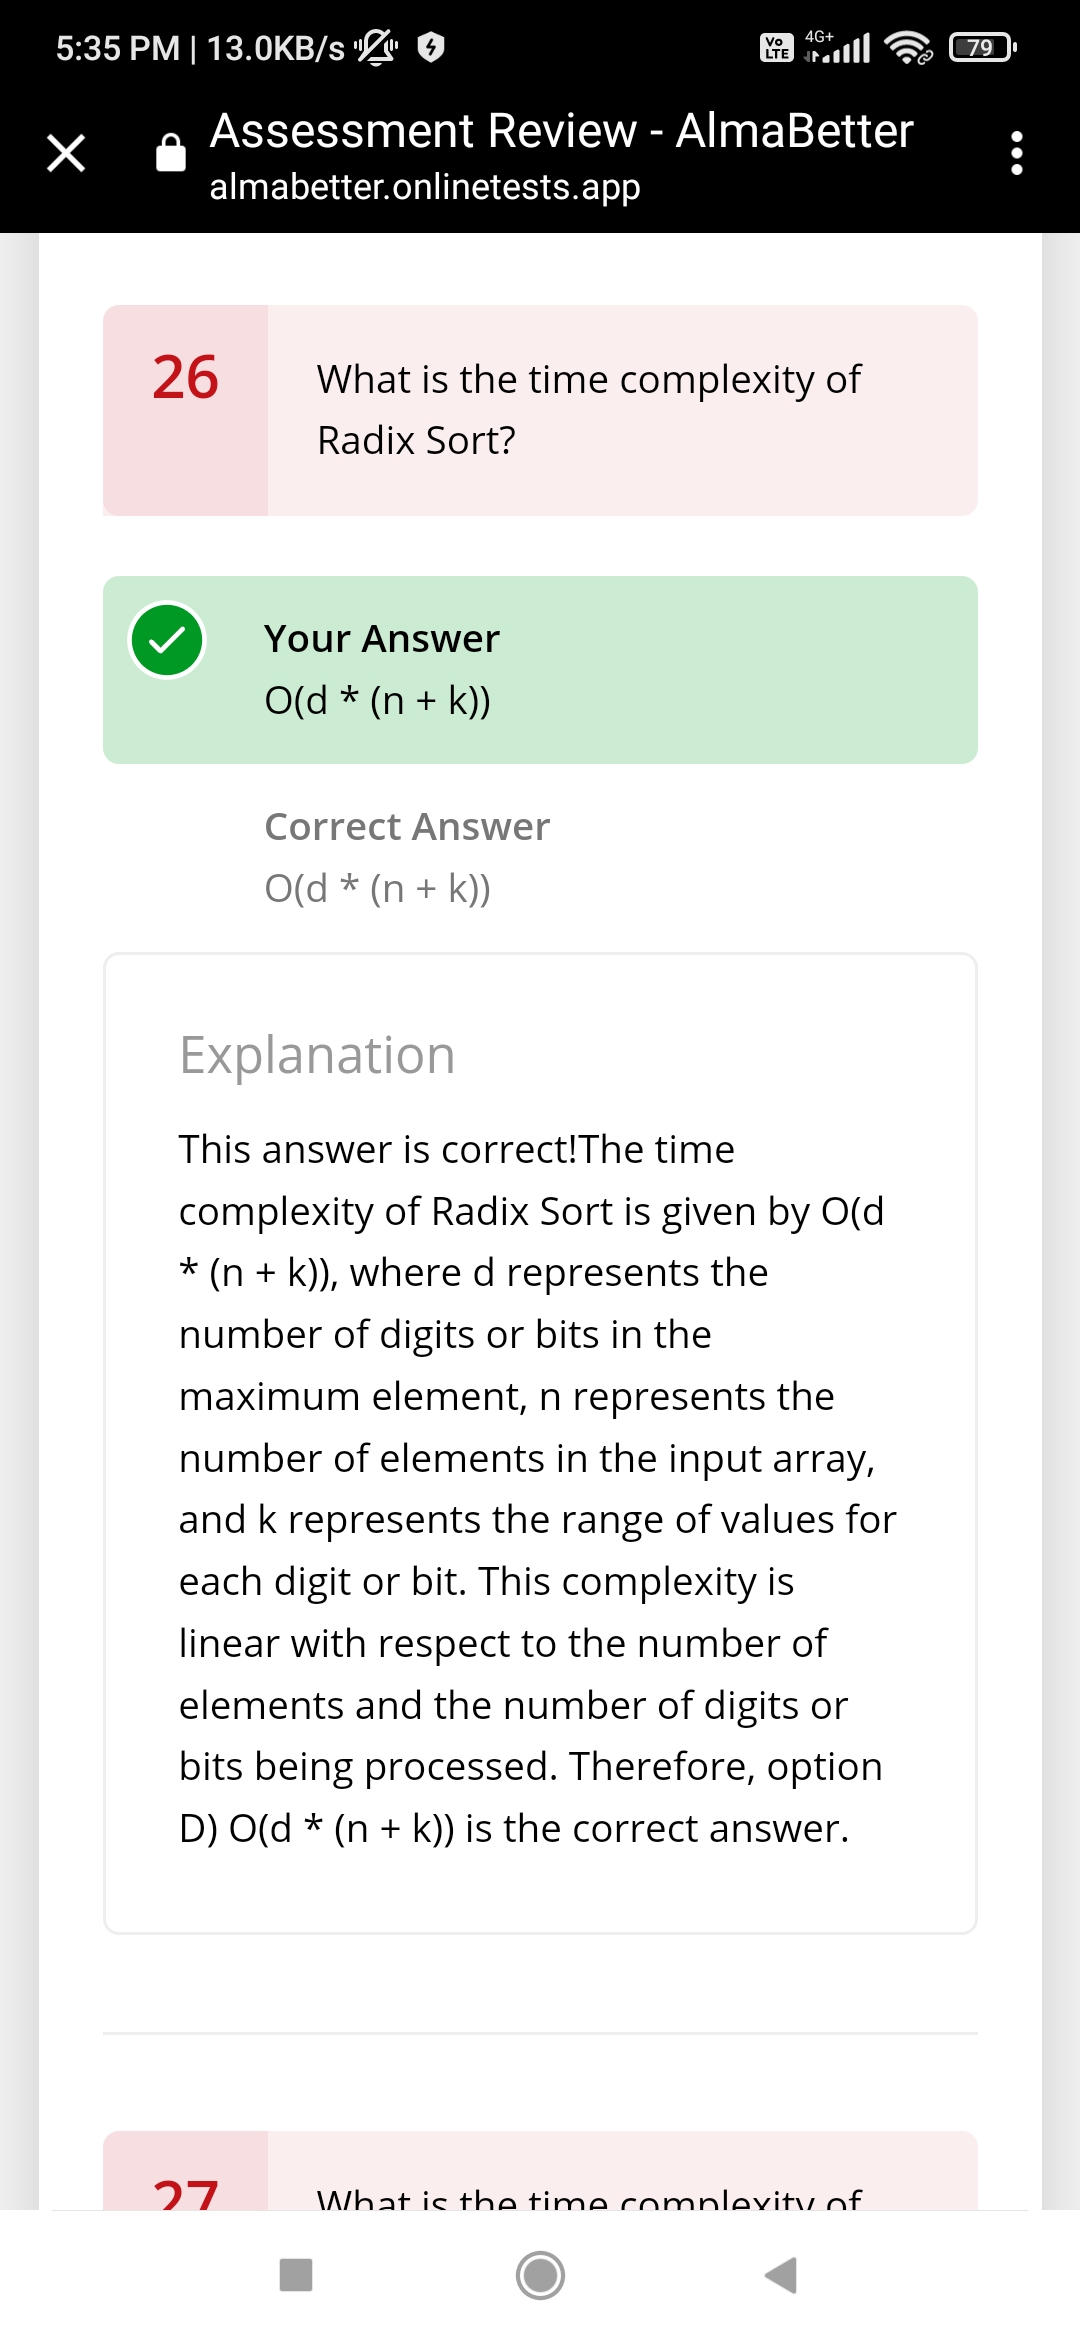 5:35 PM | 13.0KB/s
Vo LTE 4G+ 79
Assessment Review - AlmaBetter
almabetter.onlinetests.app
26
What is the time complexity of
Radix Sort?
Your Answer
O(d * (n + k))
Correct Answer
O(d * (n + k))
Explanation
This answer is correct!The time
complexity of Radix Sort is given by O(d
* (n + k)), where d represents the
number of digits or bits in the
maximum element, n represents the
number of elements in the input array,
and k represents the range of values for
each digit or bit. This complexity is
linear with respect to the number of
elements and the number of digits or
bits being processed. Therefore, option
D) O(d * (n + k)) is the correct answer.
27
What is the time complexity of